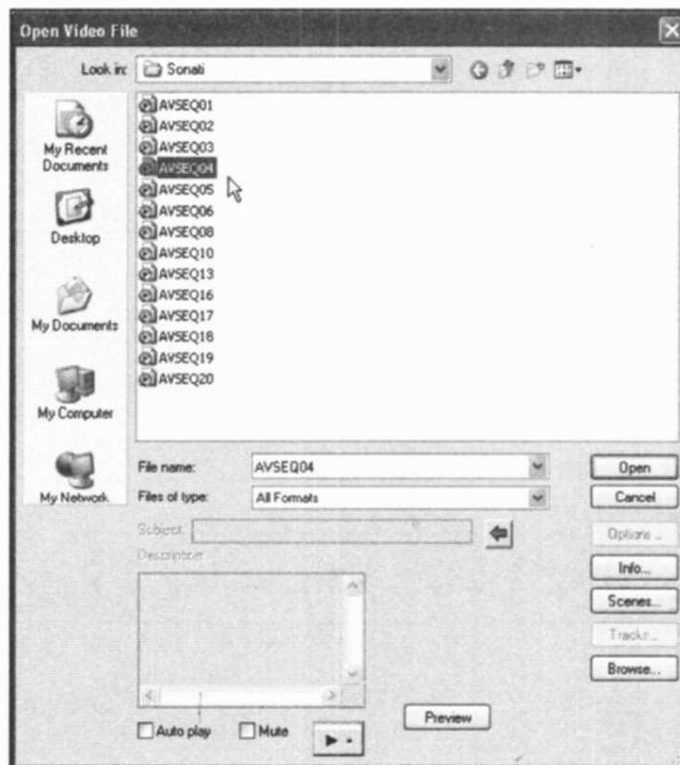 Open Video File
Look in: Sonati
My Recent
Documents
Desktop
My Documents
My Computer
My Network
AVSEQ01
AVSEQ02
AVSEQ03
AVSEQ04
AVSEQ05
AVSEQ06
AVSEQ08
AVSEQ10
AVSEQ13
AVSEQ16
AVSEQ17
AVSEQ18
AVSEQ19
AVSEQ20
File name: AVSEQ04 Open
Files of type: All Formats Cancel
Subject: Options ..
Description
Info...
Scenes...
Tracks...
Browse...
Auto play Mute Preview